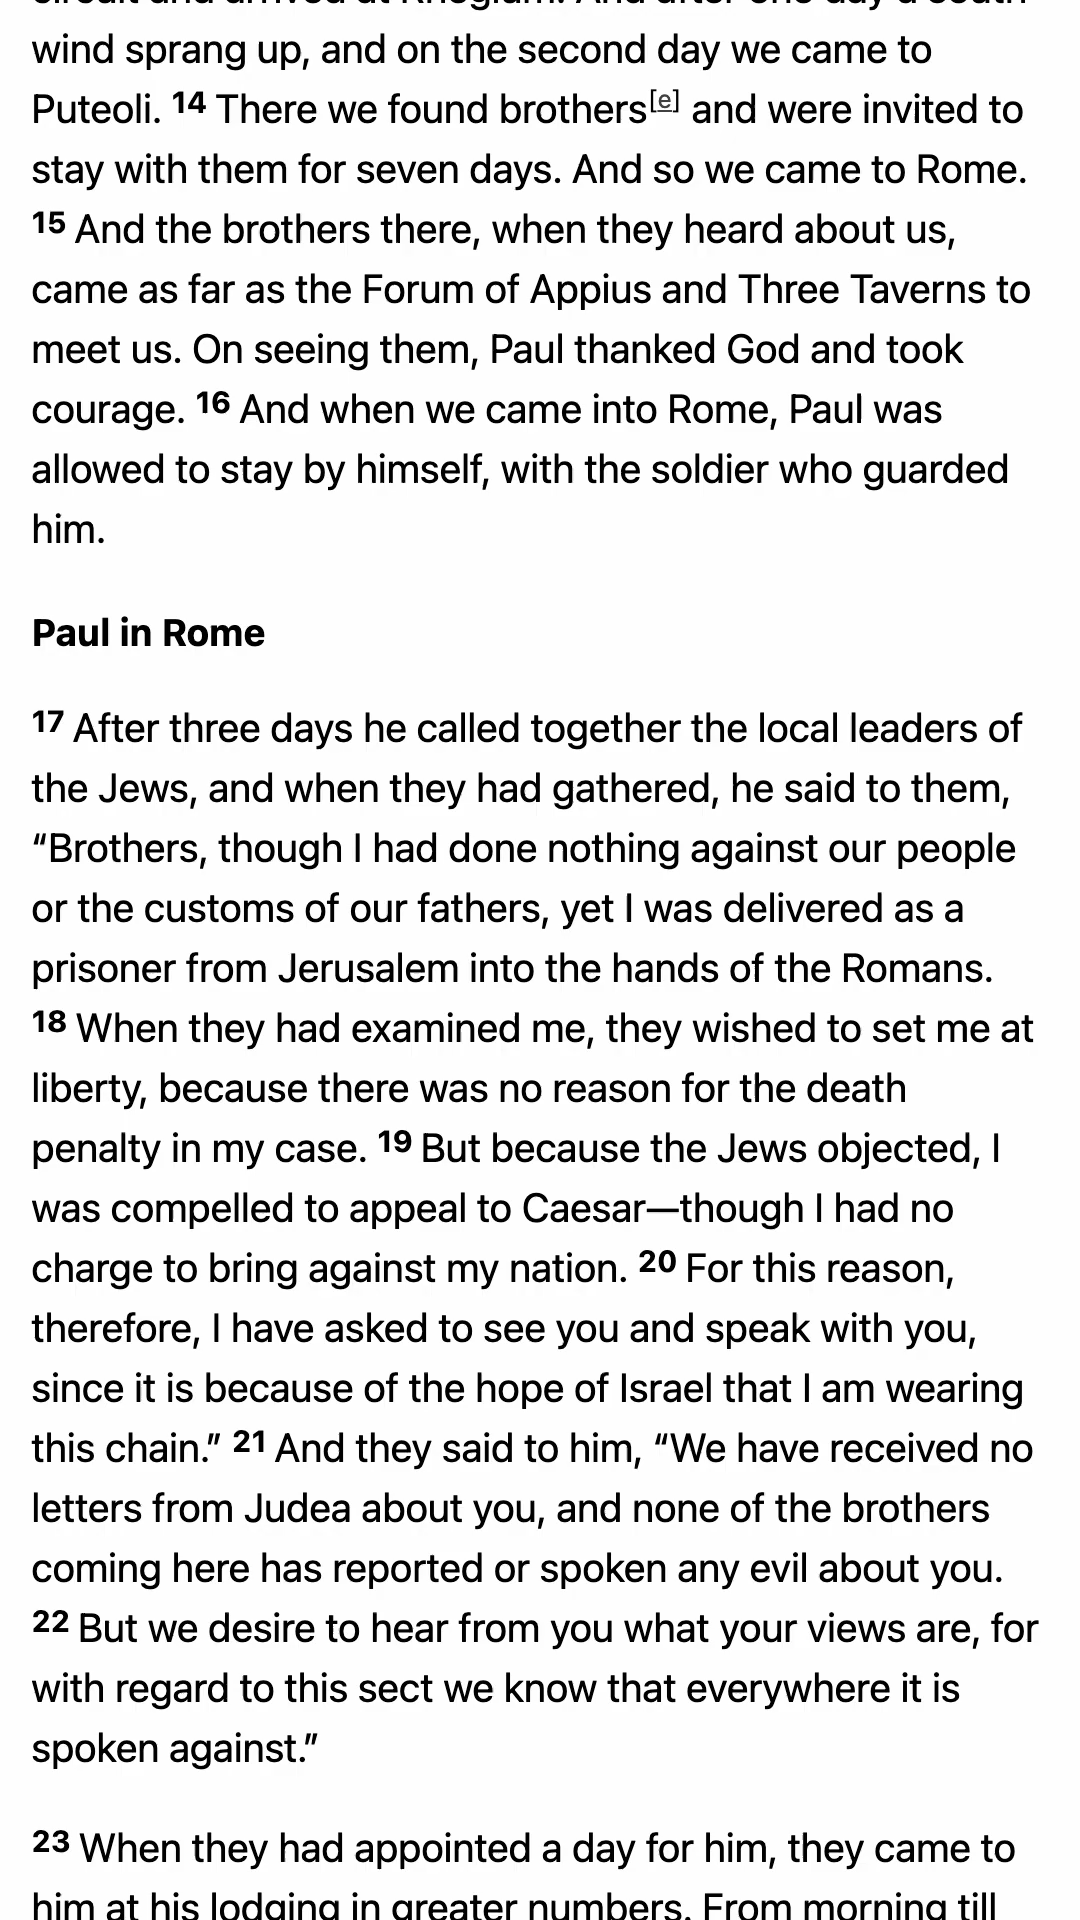 wind sprang up, and on the second day we came to
Puteoli. 14 There we found brothers[e] and were invited to
stay with them for seven days. And so we came to Rome.
15 And the brothers there, when they heard about us,
came as far as the Forum of Appius and Three Taverns to
meet us. On seeing them, Paul thanked God and took
courage. 16 And when we came into Rome, Paul was
allowed to stay by himself, with the soldier who guarded
him.
Paul in Rome
17 After three days he called together the local leaders of
the Jews, and when they had gathered, he said to them,
“Brothers, though I had done nothing against our people
or the customs of our fathers, yet I was delivered as a
prisoner from Jerusalem into the hands of the Romans.
18 When they had examined me, they wished to set me at
liberty, because there was no reason for the death
penalty in my case. 19 But because the Jews objected, I
was compelled to appeal to Caesar—though I had no
charge to bring against my nation. 20 For this reason,
therefore, I have asked to see you and speak with you,
since it is because of the hope of Israel that I am wearing
this chain.” 21 And they said to him, “We have received no
letters from Judea about you, and none of the brothers
coming here has reported or spoken any evil about you.
22 But we desire to hear from you what your views are, for
with regard to this sect we know that everywhere it is
spoken against.”
23 When they had appointed a day for him, they came to
him at his lodging in greater numbers. From morning till